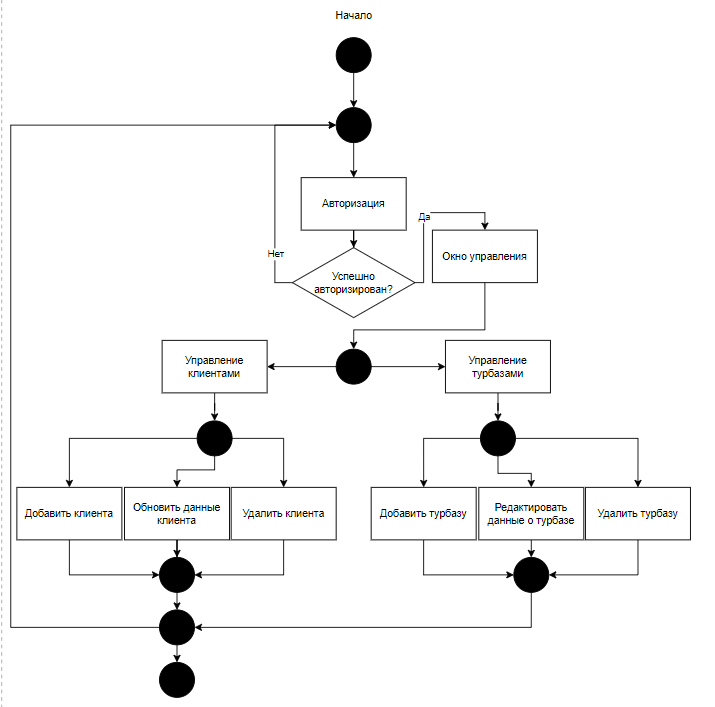 Начало
Авторизация
Да
Нет
Окно управления
Успешно
авторизирован?
Управление
клиентами
Управление
турбазами
Добавить клиента
Обновить данные
клиента
Удалить клиента
Добавить турбазу
Редактировать
данные о турбазе
Удалить турбазу